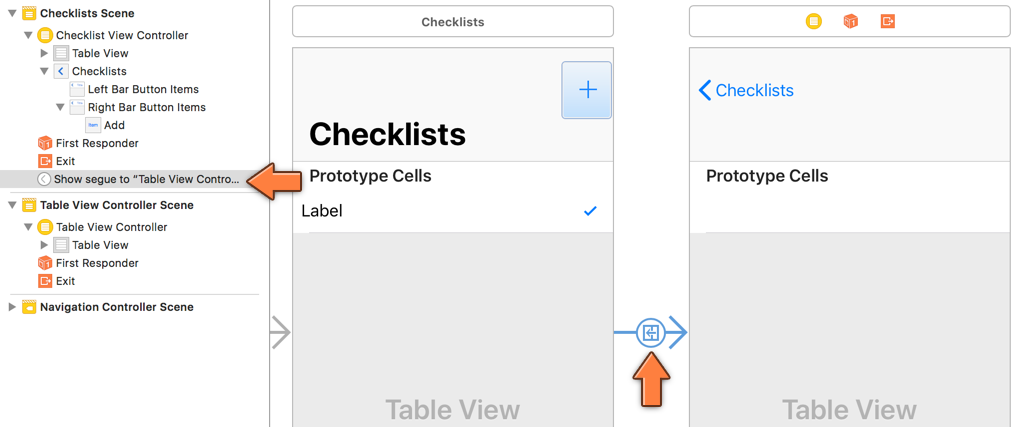 Checklists Scene
Checklist View Controller
Table View
Checklists
Left Bar Button Items
Right Bar Button Items
Item
Add
First Responder
Exit
Show segue to “Table View Contro...
Table View Controller Scene
Table View Controller
Table View
First Responder
Exit
Navigation Controller Scene
Checklists
Checklists
Prototype Cells
Label
Table View
Checklists
Prototype Cells
Table View